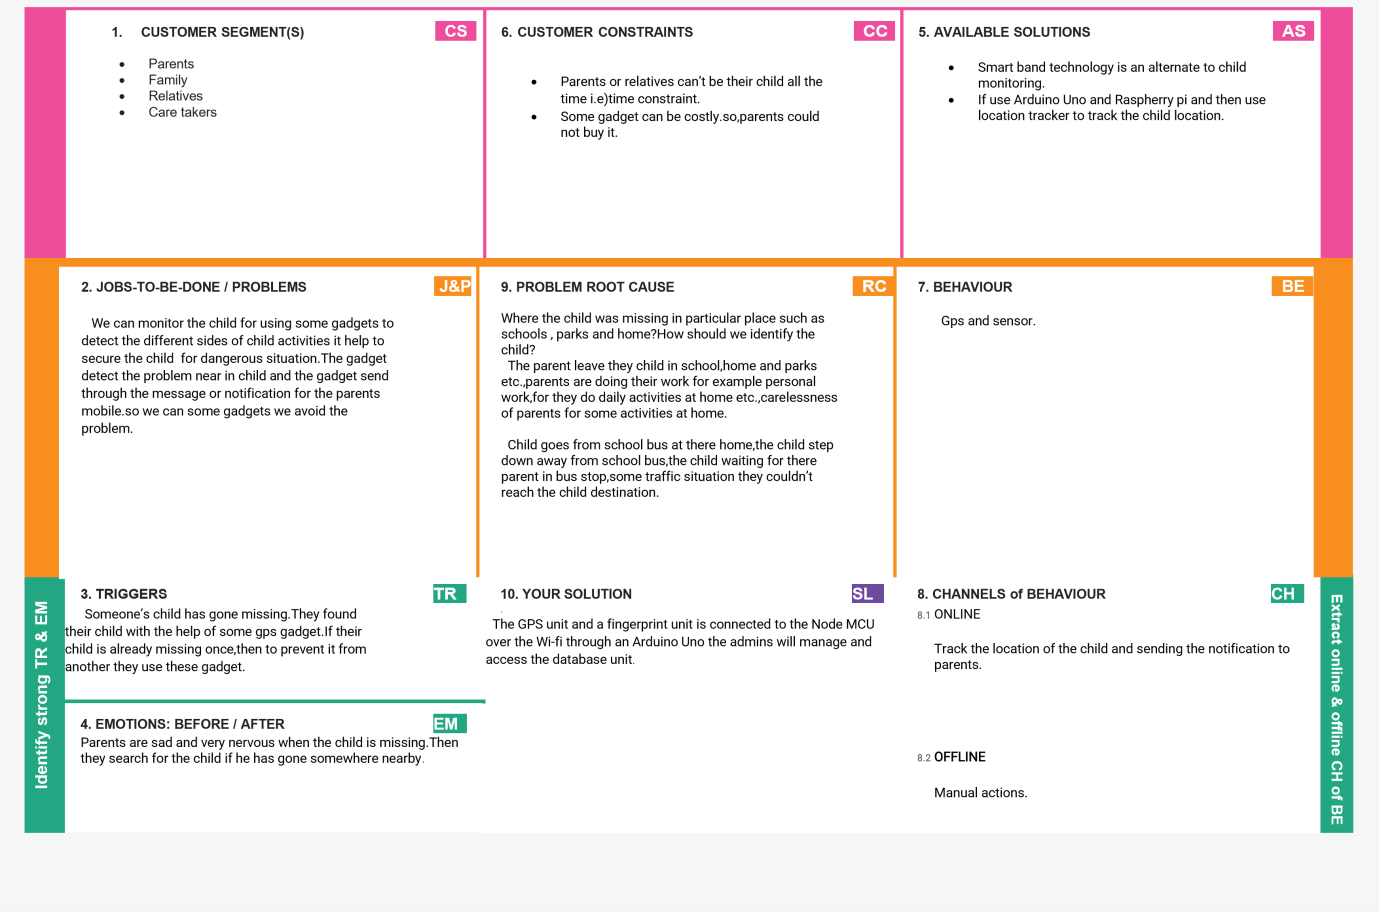 1. CUSTOMER SEGMENT(S)
CS
• Parents
• Family
• Relatives
• Care takers
6. CUSTOMER CONSTRAINTS
CC
• Parents or relatives can't be their child all the
time i.e)time constraint.
• Some gadget can be costly.so,parents could
not buy it.
5. AVAILABLE SOLUTIONS
AS
• Smart band technology is an alternate to child
monitoring.
• If use Arduino Uno and Raspherry pi and then use
location tracker to track the child location.
2. JOBS-TO-BE-DONE / PROBLEMS
J&P
We can monitor the child for using some gadgets to
detect the different sides of child activities it help to
secure the child for dangerous situation.The gadget
detect the problem near in child and the gadget send
through the message or notification for the parents
mobile.so we can some gadgets we avoid the
problem.
9. PROBLEM ROOT CAUSE
RC
Where the child was missing in particular place such as
schools , parks and home?How should we identify the
child?
The parent leave they child in school,home and parks
etc.,parents are doing their work for example personal
work,for they do daily activities at home etc.,carelessness
of parents for some activities at home.
Child goes from school bus at there home,the child step
down away from school bus,the child waiting for there
parent in bus stop,some traffic situation they couldn't
reach the child destination.
7. BEHAVIOUR
BE
Gps and sensor.
Identify strong TR & EM
3. TRIGGERS
TR
Someone's child has gone missing.They found
their child with the help of some gps gadget.If their
child is already missing once,then to prevent it from
another they use these gadget.
4. EMOTIONS: BEFORE / AFTER
EM
Parents are sad and very nervous when the child is missing.Then
they search for the child if he has gone somewhere nearby.
10. YOUR SOLUTION
SL
The GPS unit and a fingerprint unit is connected to the Node MCU
over the Wi-fi through an Arduino Uno the admins will manage and
access the database unit.
8. CHANNELS of BEHAVIOUR
CH
8.1 ONLINE
Track the location of the child and sending the notification to
parents.
8.2 OFFLINE
Manual actions.
Extract online & offline CH of BE